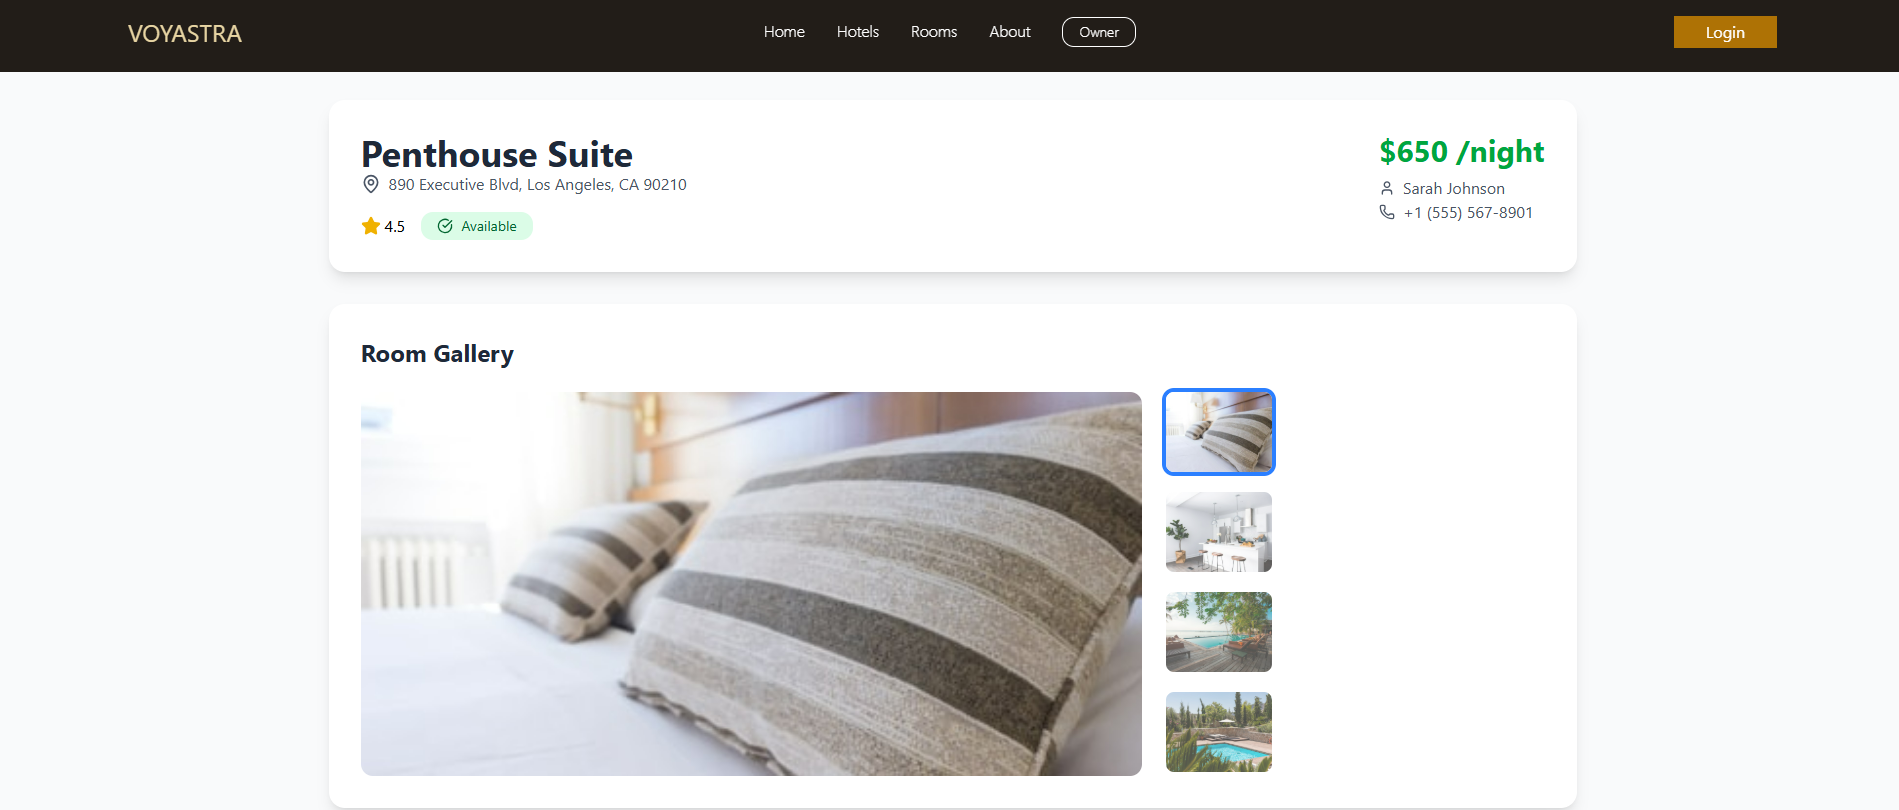 VOYASTRA
Home
Hotels
Rooms
About
Owner
Login
Penthouse Suite
890 Executive Blvd, Los Angeles, CA 90210
4.5
Available
$650 /night
Sarah Johnson
+1 (555) 567-8901
Room Gallery